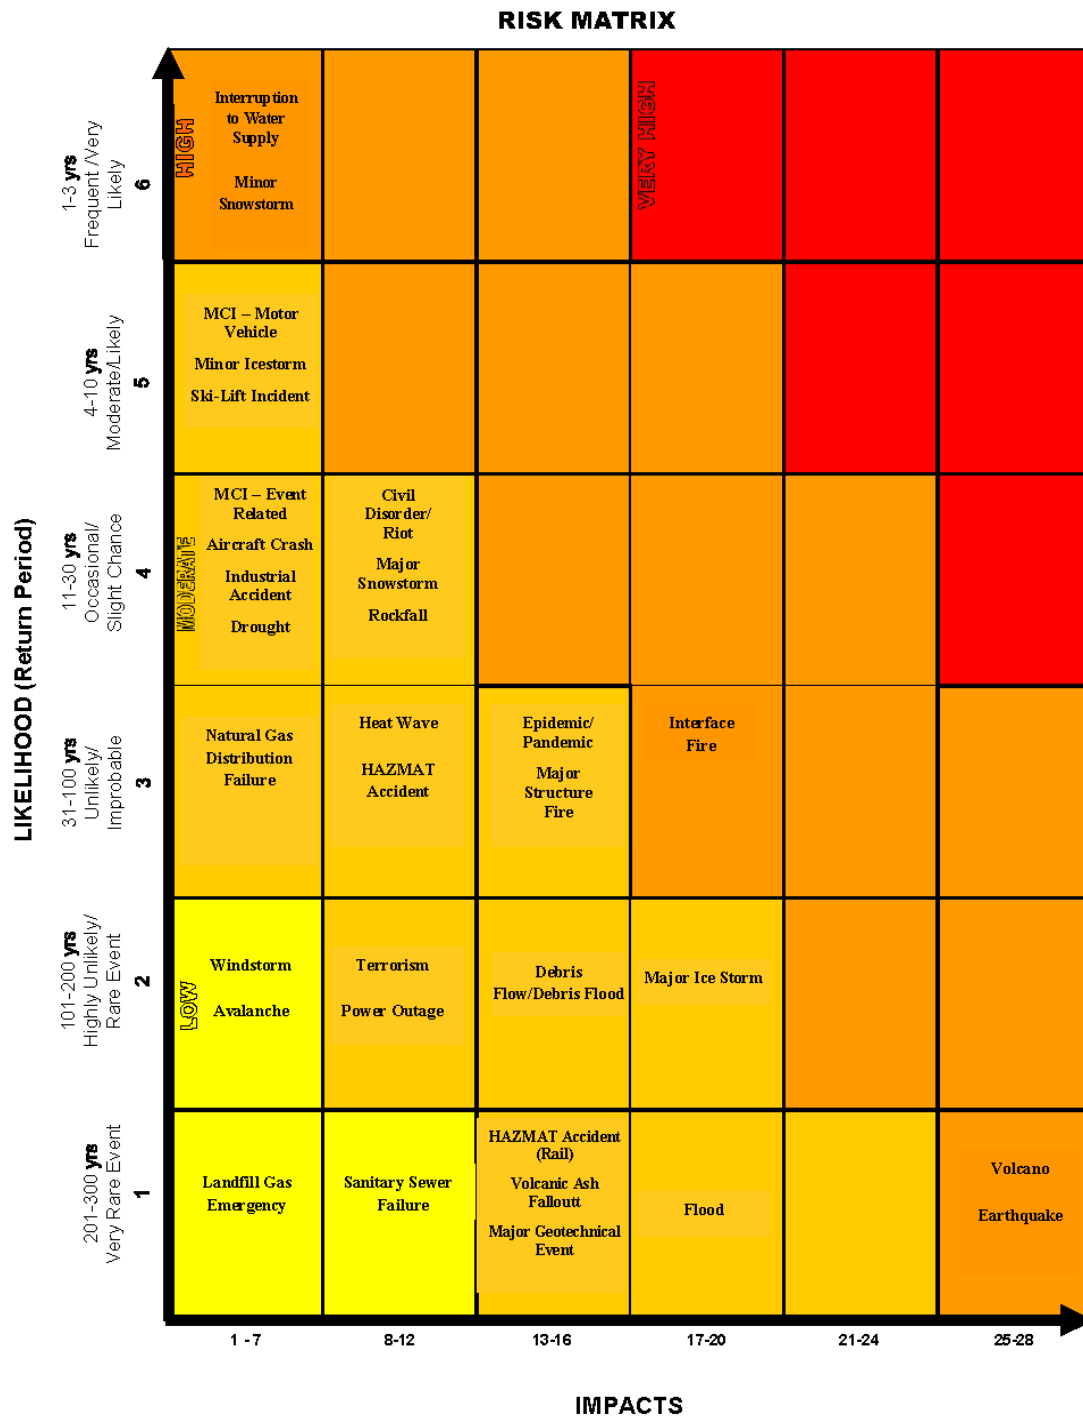 RISK MATRIX
LIKELIHOOD (Return Period)
1-3 yrs
Frequent /Very
Likely
6
HIGH
Interruption
to Water
Supply
Minor
Snowstorm
VERY HIGH
4-10 yrs
Moderate/Likely
5
MCI – Motor
Vehicle
Minor Icestorm
Ski-Lift Incident
11-30 yrs
Occasional/
Slight Chance
4
MODERATE
MCI – Event
Related
Aircraft Crash
Industrial
Accident
Drought
Civil
Disorder/
Riot
Major
Snowstorm
Rockfall
31-100 yrs
Unlikely/
Improbable
3
Natural Gas
Distribution
Failure
Heat Wave
HAZMAT
Accident
Epidemic/
Pandemic
Major
Structure
Fire
Interface
Fire
101-200 yrs
Highly Unlikely/
Rare Event
2
LOW
Windstorm
Avalanche
Terrorism
Power Outage
Debris
Flow/Debris Flood
Major Ice Storm
201-300 yrs
Very Rare Event
1
Landfill Gas
Emergency
Sanitary Sewer
Failure
HAZMAT Accident
(Rail)
Volcanic Ash
Falloutt
Major Geotechnical
Event
Flood
Volcano
Earthquake
1 - 7
8-12
13-16
17-20
21-24
25-28
IMPACTS